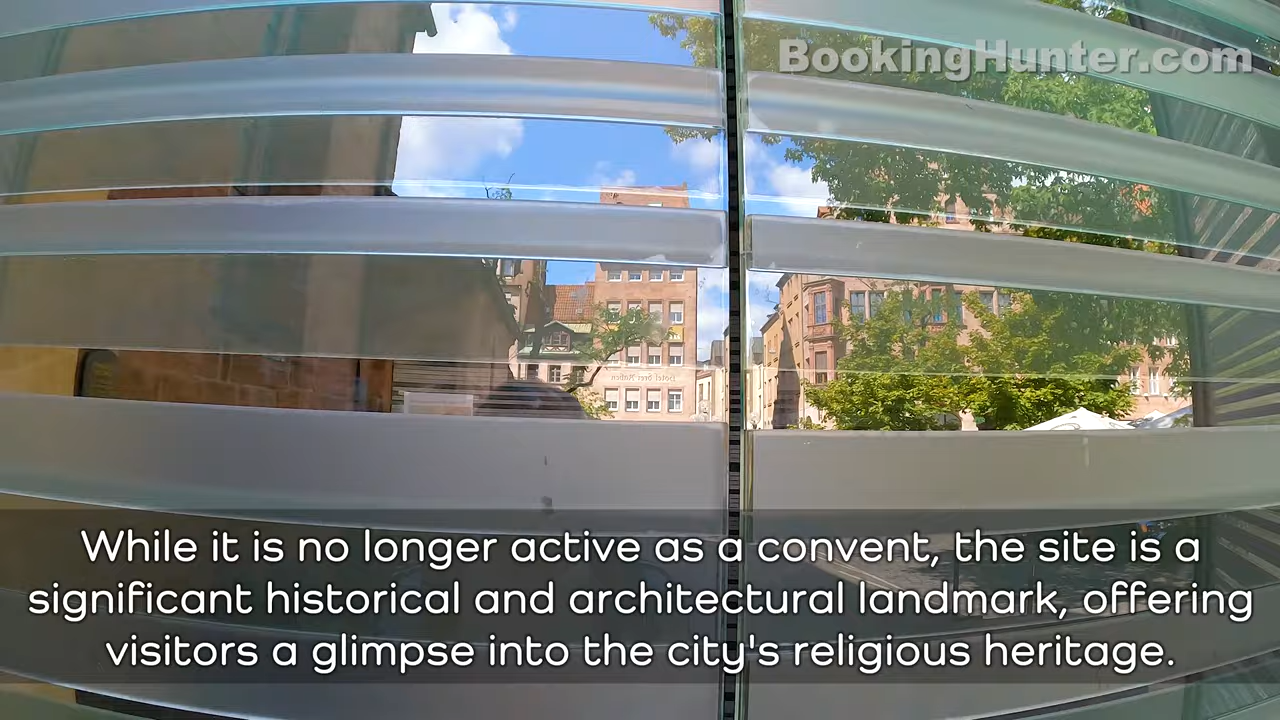 BookingHunter.com
While it is no longer active as a convent, the site is a
significant historical and architectural landmark, offering
visitors a glimpse into the city's religious heritage.